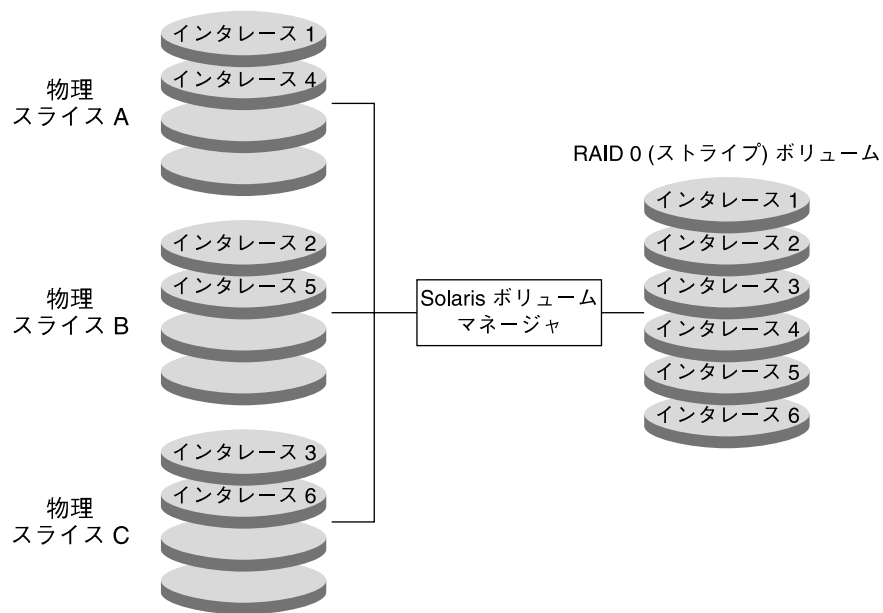 インタレース 1
インタレース 4
物理
スライス A
インタレース 2
インタレース 5
物理
スライス B
インタレース 3
インタレース 6
物理
スライス C
Solaris ボリューム
マネージャ
RAID 0 (ストライプ) ボリューム
インタレース 1
インタレース 2
インタレース 3
インタレース 4
インタレース 5
インタレース 6